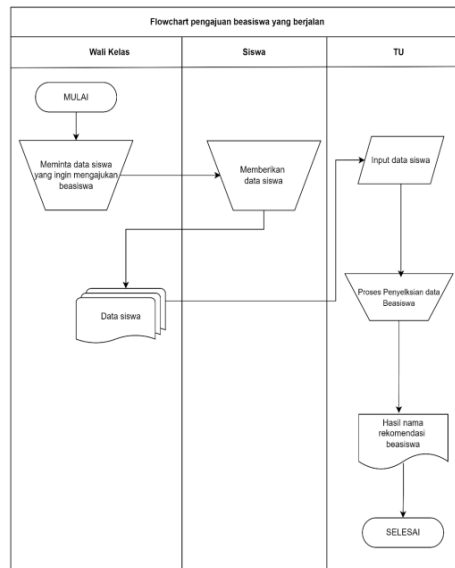 Flowchart pengajuan beasiswa yang berjalan
Wali Kelas
Siswa
TU
MULAI
Meminta data siswa
yang ingin mengajukan
beasiswa
Memberikan
data siswa
Input data siswa
Data siswa
Proses Penyelksian data
Beasiswa
Hasil nama
rekomendasi
beasiswa
SELESAI